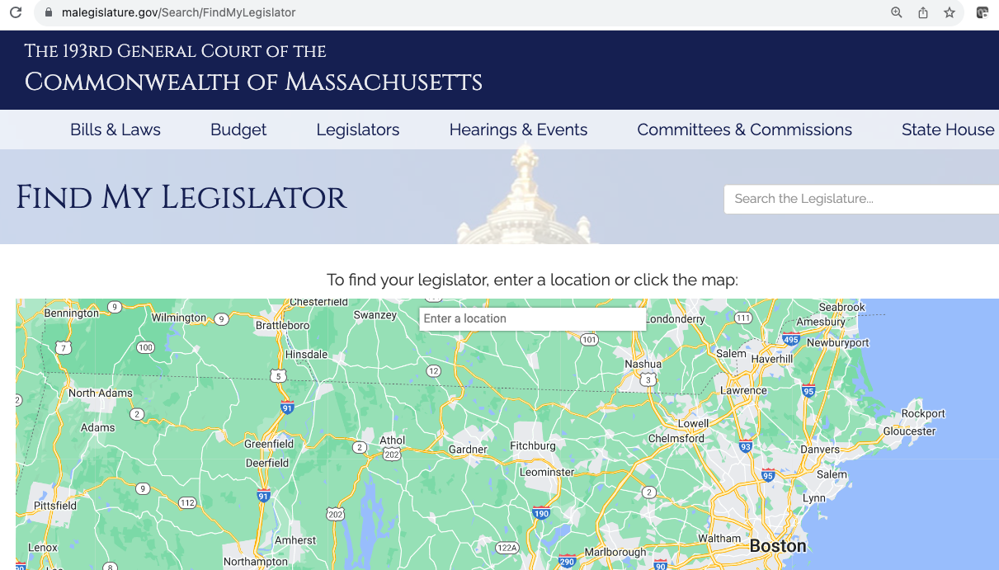 malegislature.gov/Search/FindMyLegislator
THE 193RD GENERAL COURT OF THE
COMMONWEALTH OF MASSACHUSETTS
Bills & Laws Budget Legislators Hearings & Events Committees & Commissions State House
FIND MY LEGISLATOR
Search the Legislature...
To find your legislator, enter a location or click the map:
Chesterfield
Seabrook
Bennington 9 Wilmington 9 Swanzey Enter a location Londonderry 111 Amesbury
Brattleboro
101 495 Newburyport
7 100 Hinsdale Salem Haverhill
Nashua
5 12 3
North Adams Lawrence 95
2 91
2 Rockport
Adams Lowell Gloucester
Greenfield 2 Athol Gardner Fitchburg Chelmsford 93
202 Danvers
Deerfield
Leominster 95 Salem
9 2
91 112 Lynn
Pittsfield 202 190
Amherst Waltham Boston
Lenox 122A Marlborough
Northampton 290 90
90 8